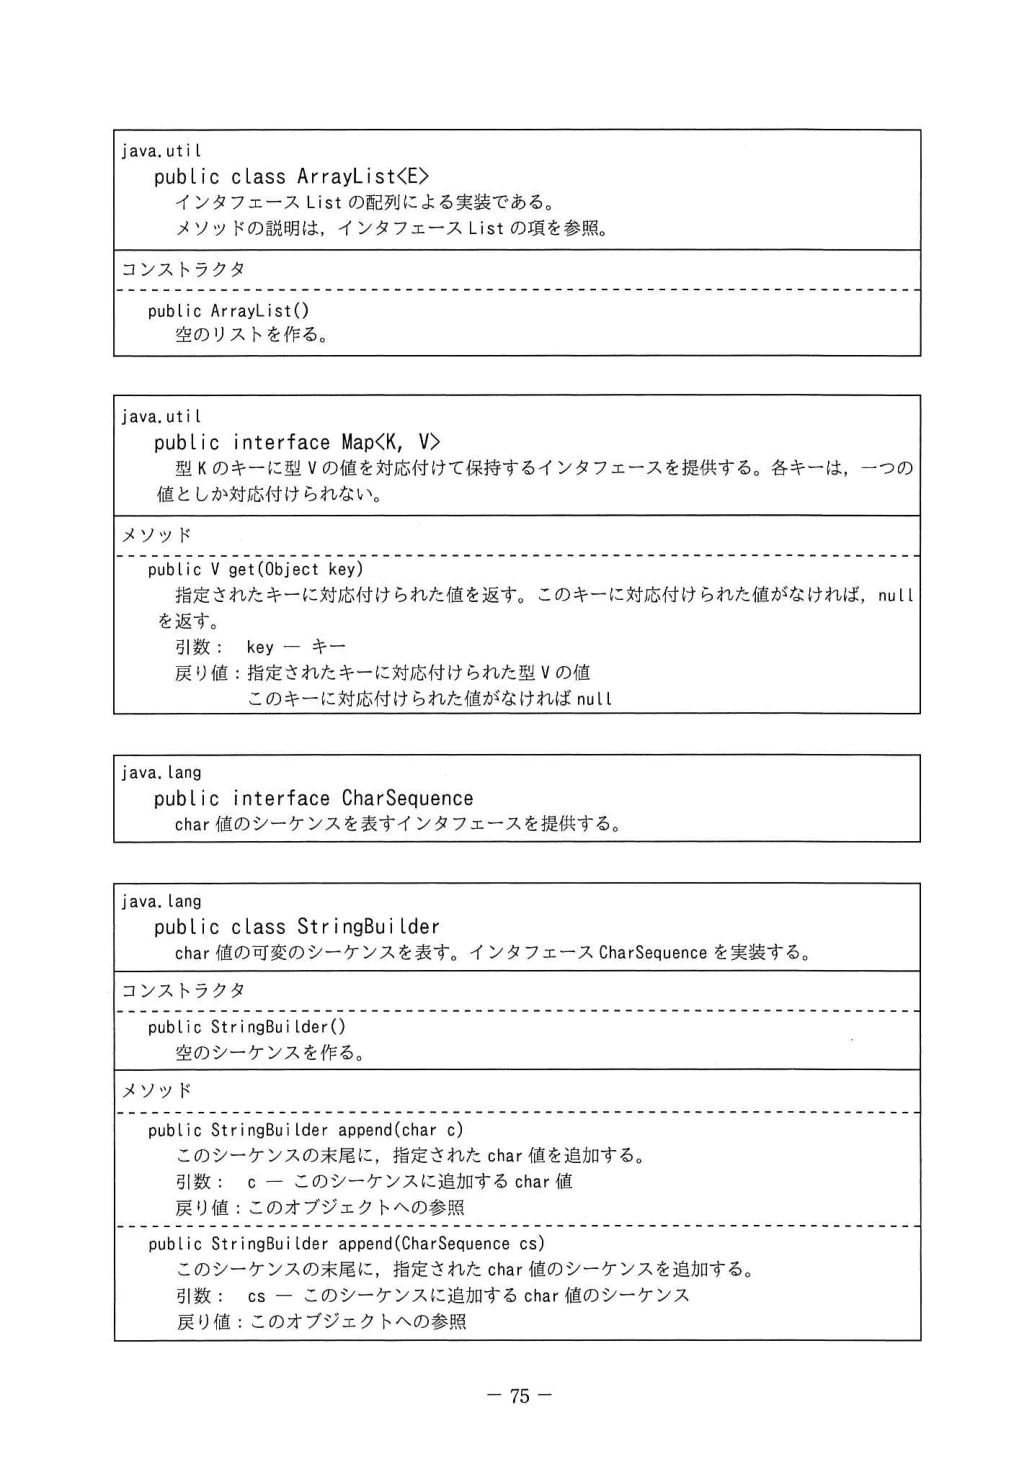 java.util
public class ArrayList<E>
インタフェース List の配列による実装である。
メソッドの説明は，インタフェース List の項を参照。
コンストラクタ
public ArrayList()
空のリストを作る。
java.util
public interface Map<K, V>
型 K のキーに型 V の値を対応付けて保持するインタフェースを提供する。各キーは，一つの
値としか対応付けられない。
メソッド
public V get(Object key)
指定されたキーに対応付けられた値を返す。このキーに対応付けられた値がなければ，null
を返す。
引数： key － キー
戻り値：指定されたキーに対応付けられた型 V の値
このキーに対応付けられた値がなければ null
java.lang
public interface CharSequence
char 値のシーケンスを表すインタフェースを提供する。
java.lang
public class StringBuilder
char 値の可変のシーケンスを表す。インタフェース CharSequence を実装する。
コンストラクタ
public StringBuilder()
空のシーケンスを作る。
メソッド
public StringBuilder append(char c)
このシーケンスの末尾に，指定された char 値を追加する。
引数： c － このシーケンスに追加する char 値
戻り値：このオブジェクトへの参照
public StringBuilder append(CharSequence cs)
このシーケンスの末尾に，指定された char 値のシーケンスを追加する。
引数： cs － このシーケンスに追加する char 値のシーケンス
戻り値：このオブジェクトへの参照
－ 75 －